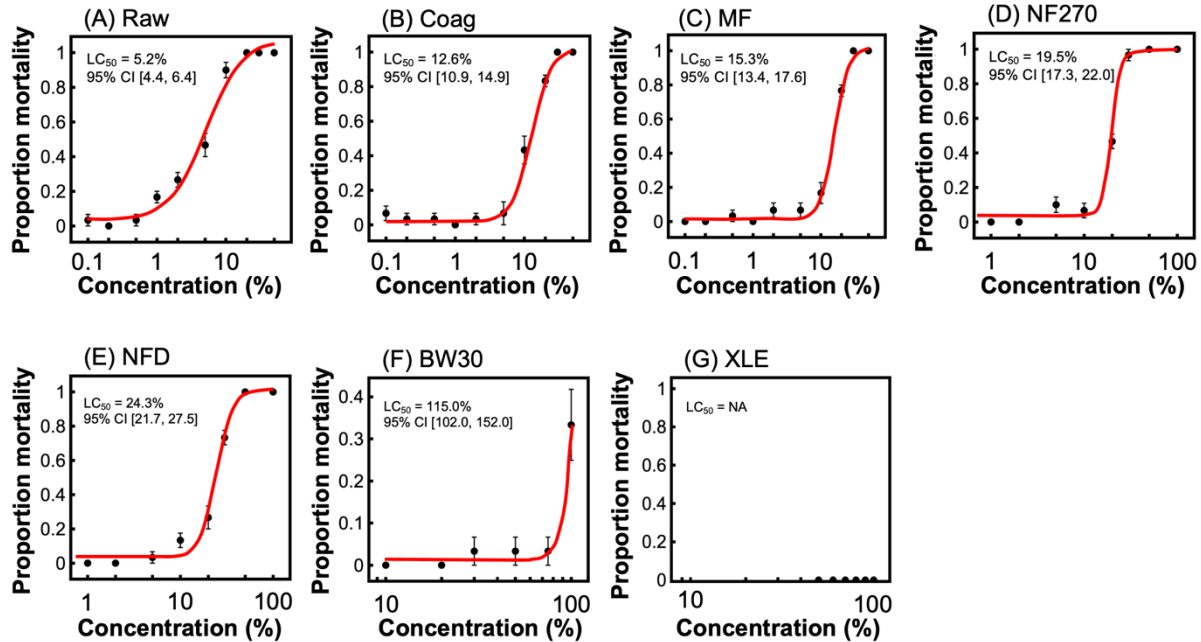 (A) Raw
Proportion mortality
LC50 = 5.2%
95% CI [4.4, 6.4]
1
0.8
0.6
0.4
0.2
0
0.1
1
10
Concentration (%)
(B) Coag
Proportion mortality
LC50 = 12.6%
95% CI [10.9, 14.9]
1
0.8
0.6
0.4
0.2
0
0.1
1
10
Concentration (%)
(C) MF
Proportion mortality
LC50 = 15.3%
95% CI [13.4, 17.6]
1
0.8
0.6
0.4
0.2
0
0.1
1
10
Concentration (%)
(D) NF270
Proportion mortality
LC50 = 19.5%
95% CI [17.3, 22.0]
1
0.8
0.6
0.4
0.2
0
1
10
100
Concentration (%)
(E) NFD
Proportion mortality
LC50 = 24.3%
95% CI [21.7, 27.5]
1
0.8
0.6
0.4
0.2
0
1
10
100
Concentration (%)
(F) BW30
Proportion mortality
LC50 = 115.0%
95% CI [102.0, 152.0]
0.4
0.3
0.2
0.1
0
10
100
Concentration (%)
(G) XLE
Proportion mortality
LC50 = NA
1
0.8
0.6
0.4
0.2
0
10
100
Concentration (%)